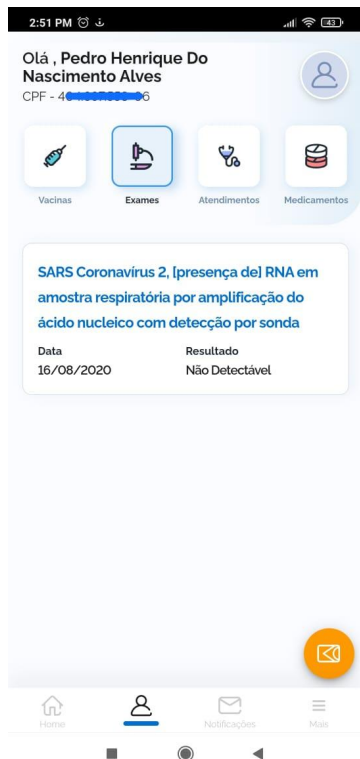 2:51 PM
43
Olá , Pedro Henrique Do
Nascimento Alves
CPF - 4
6
Vacinas
Exames
Atendimentos
Medicamentos
SARS Coronavírus 2, [presença de] RNA em
amostra respiratória por amplificação do
ácido nucleico com detecção por sonda
Data
Resultado
16/08/2020
Não Detectável
Home
Notificações
Mais